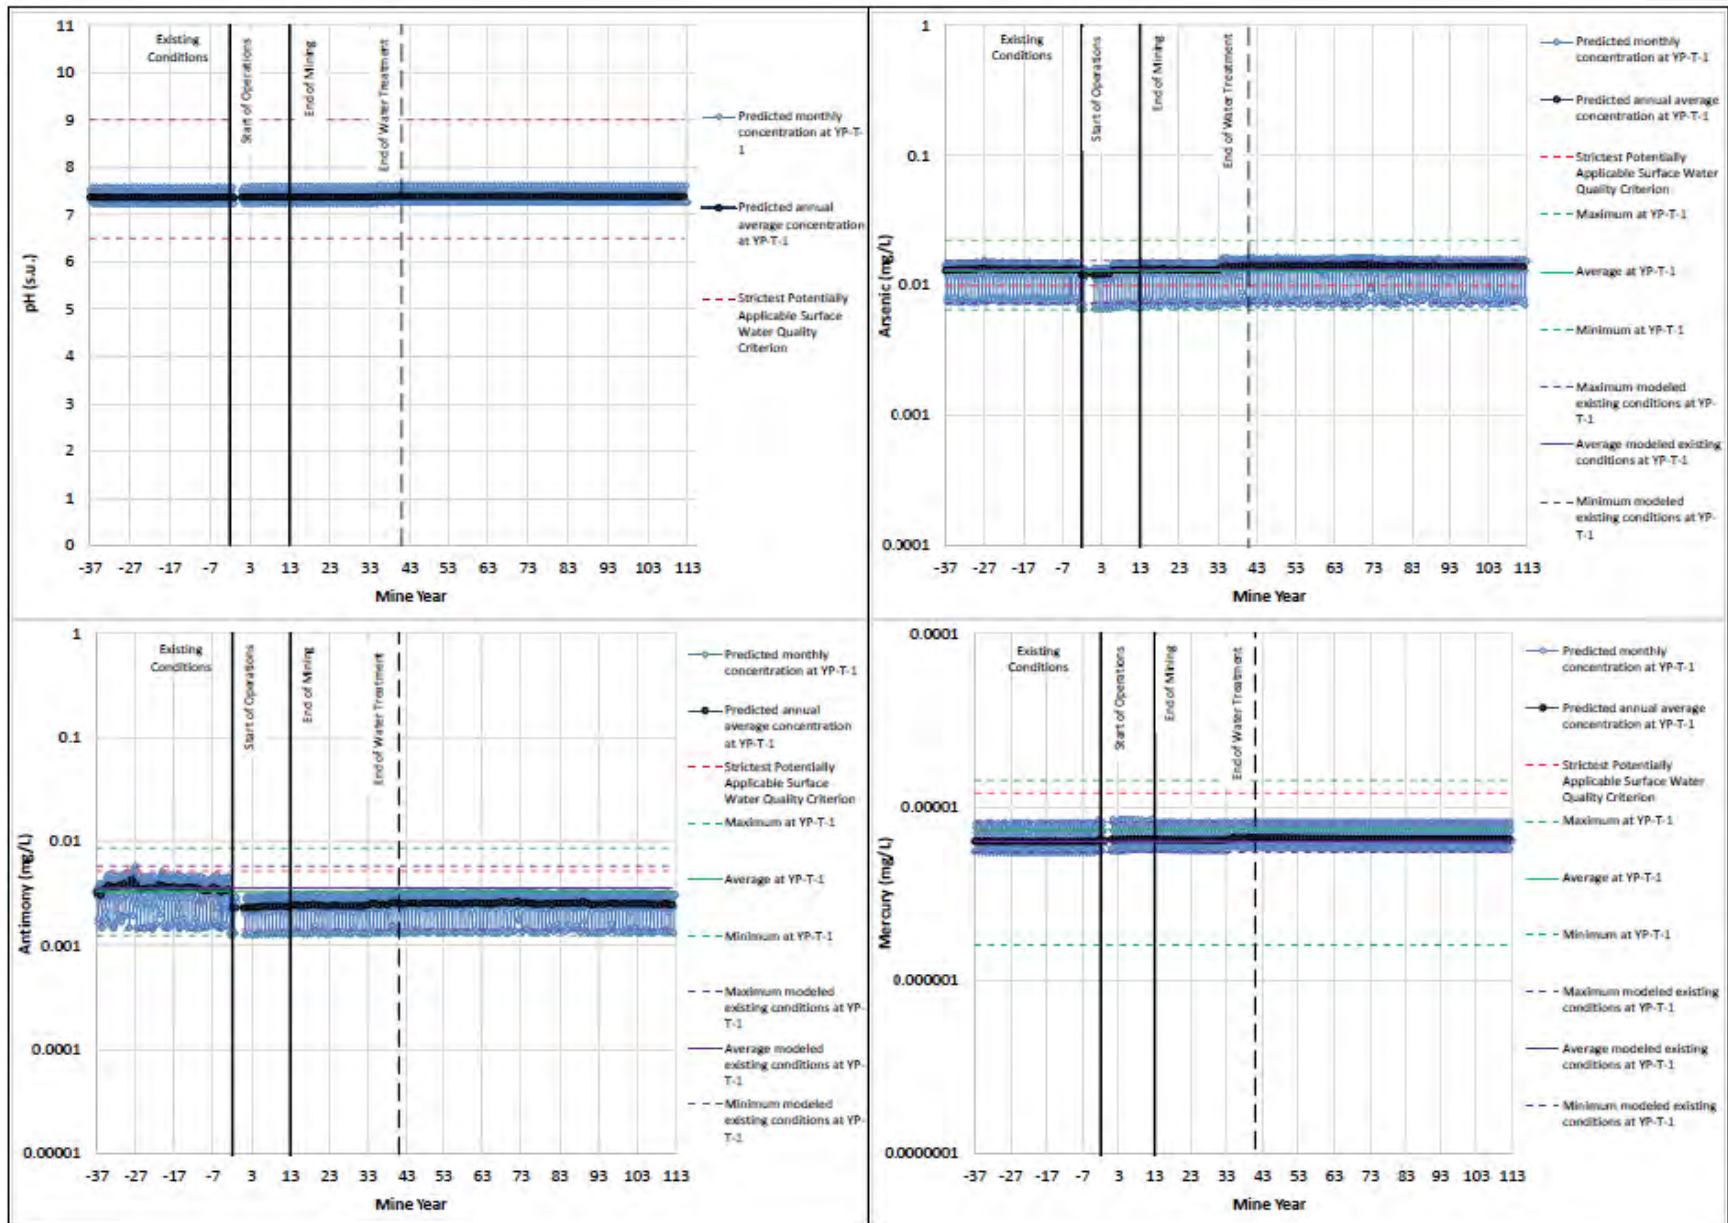 11
10
9
8
7
6
5
4
3
2
1
0
pH (s.u.)
Existing
Conditions
Start of Operations
End of Mining
End of Water Treatment
-37 -27 -17 -7 3 13 23 33 43 53 63 73 83 93 103 113
Mine Year
Predicted monthly
concentration at YP-T-
1
Predicted annual
average concentration
at YP-T-1
Strictest Potentially
Applicable Surface
Water Quality
Criterion
1
0.1
0.01
0.001
0.0001
Arsenic (mg/L)
Existing
Conditions
Start of Operations
End of Mining
End of Water Treatment
-37 -27 -17 -7 3 13 23 33 43 53 63 73 83 93 103 113
Mine Year
Predicted monthly
concentration at YP-T-1
Predicted annual average
concentration at YP-T-1
Strictest Potentially
Applicable Surface Water
Quality Criterion
Maximum at YP-T-1
Average at YP-T-1
Minimum at YP-T-1
Maximum modeled
existing conditions at YP-
T-1
Average modeled existing
conditions at YP-T-1
Minimum modeled
existing conditions at YP-
T-1
1
0.1
0.01
0.001
0.0001
0.00001
Antimony (mg/L)
Existing
Conditions
Start of Operations
End of Mining
End of Water Treatment
-37 -27 -17 -7 3 13 23 33 43 53 63 73 83 93 103 113
Mine Year
Predicted monthly
concentration at YP-T-1
Predicted annual
average concentration
at YP-T-1
Strictest Potentially
Applicable Surface
Water Quality Criterion
Maximum at YP-T-1
Average at YP-T-1
Minimum at YP-T-1
Maximum modeled
existing conditions at YP-
T-1
Average modeled
existing conditions at YP-
T-1
Minimum modeled
existing conditions at YP-
T-1
0.0001
0.00001
0.000001
0.0000001
Mercury (mg/L)
Existing
Conditions
Start of Operations
End of Mining
End of Water Treatment
-37 -27 -17 -7 3 13 23 33 43 53 63 73 83 93 103 113
Mine Year
Predicted monthly
concentration at YP-T-1
Predicted annual average
concentration at YP-T-1
Strictest Potentially
Applicable Surface Water
Quality Criterion
Maximum at YP-T-1
Average at YP-T-1
Minimum at YP-T-1
Maximum modeled
existing conditions at YP-T-1
Average modeled existing
conditions at YP-T-1
Minimum modeled
existing conditions at YP-T-1